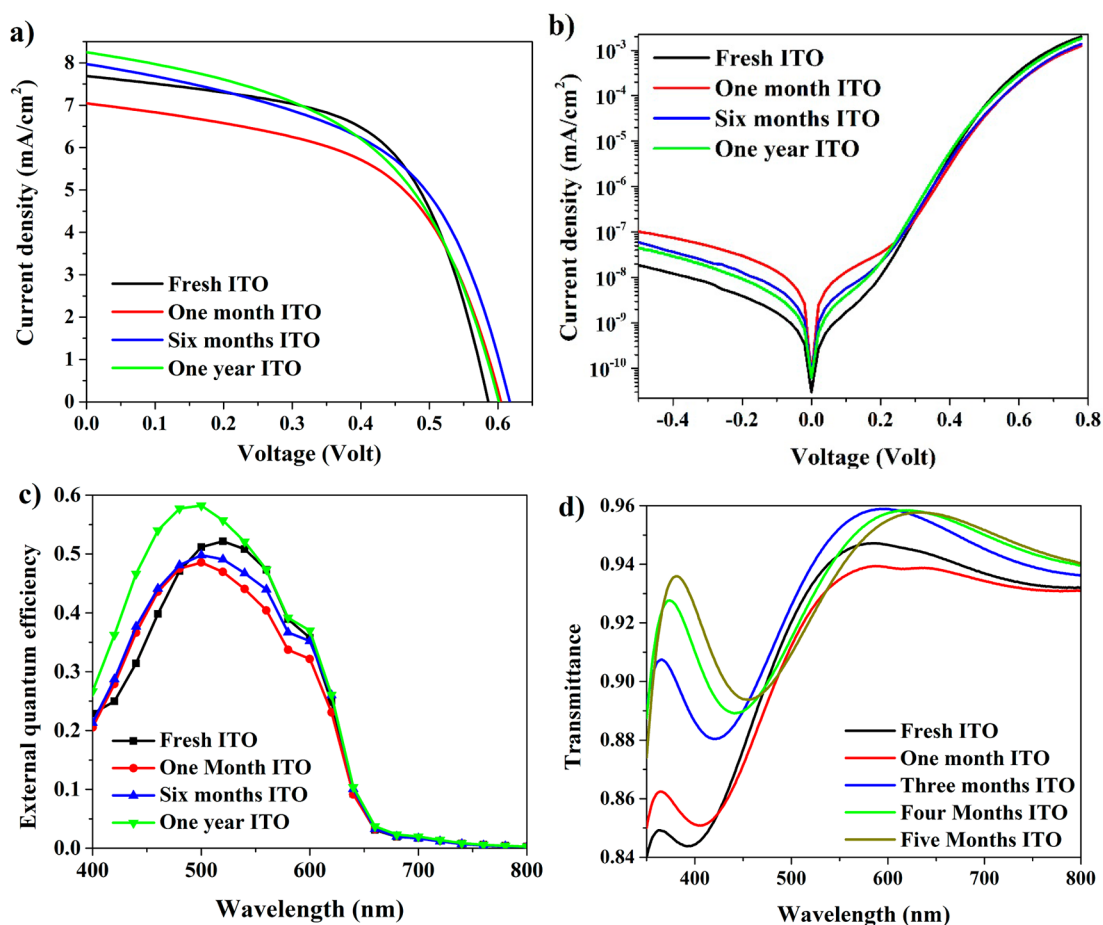 a)
Current density (mA/cm²)
8
7
6
5
4
3
2
1
0
Fresh ITO
One month ITO
Six months ITO
One year ITO
0.0 0.1 0.2 0.3 0.4 0.5 0.6
Voltage (Volt)
b)
Current density (mA/cm²)
10⁻³
10⁻⁴
10⁻⁵
10⁻⁶
10⁻⁷
10⁻⁸
10⁻⁹
10⁻¹⁰
Fresh ITO
One month ITO
Six months ITO
One year ITO
-0.4 -0.2 0.0 0.2 0.4 0.6 0.8
Voltage (Volt)
c)
External quantum efficiency
0.6
0.5
0.4
0.3
0.2
0.1
0.0
Fresh ITO
One Month ITO
Six months ITO
One year ITO
400 500 600 700 800
Wavelength (nm)
d)
Transmittance
0.96
0.94
0.92
0.90
0.88
0.86
0.84
Fresh ITO
One month ITO
Three months ITO
Four Months ITO
Five Months ITO
400 500 600 700 800
Wavelength (nm)